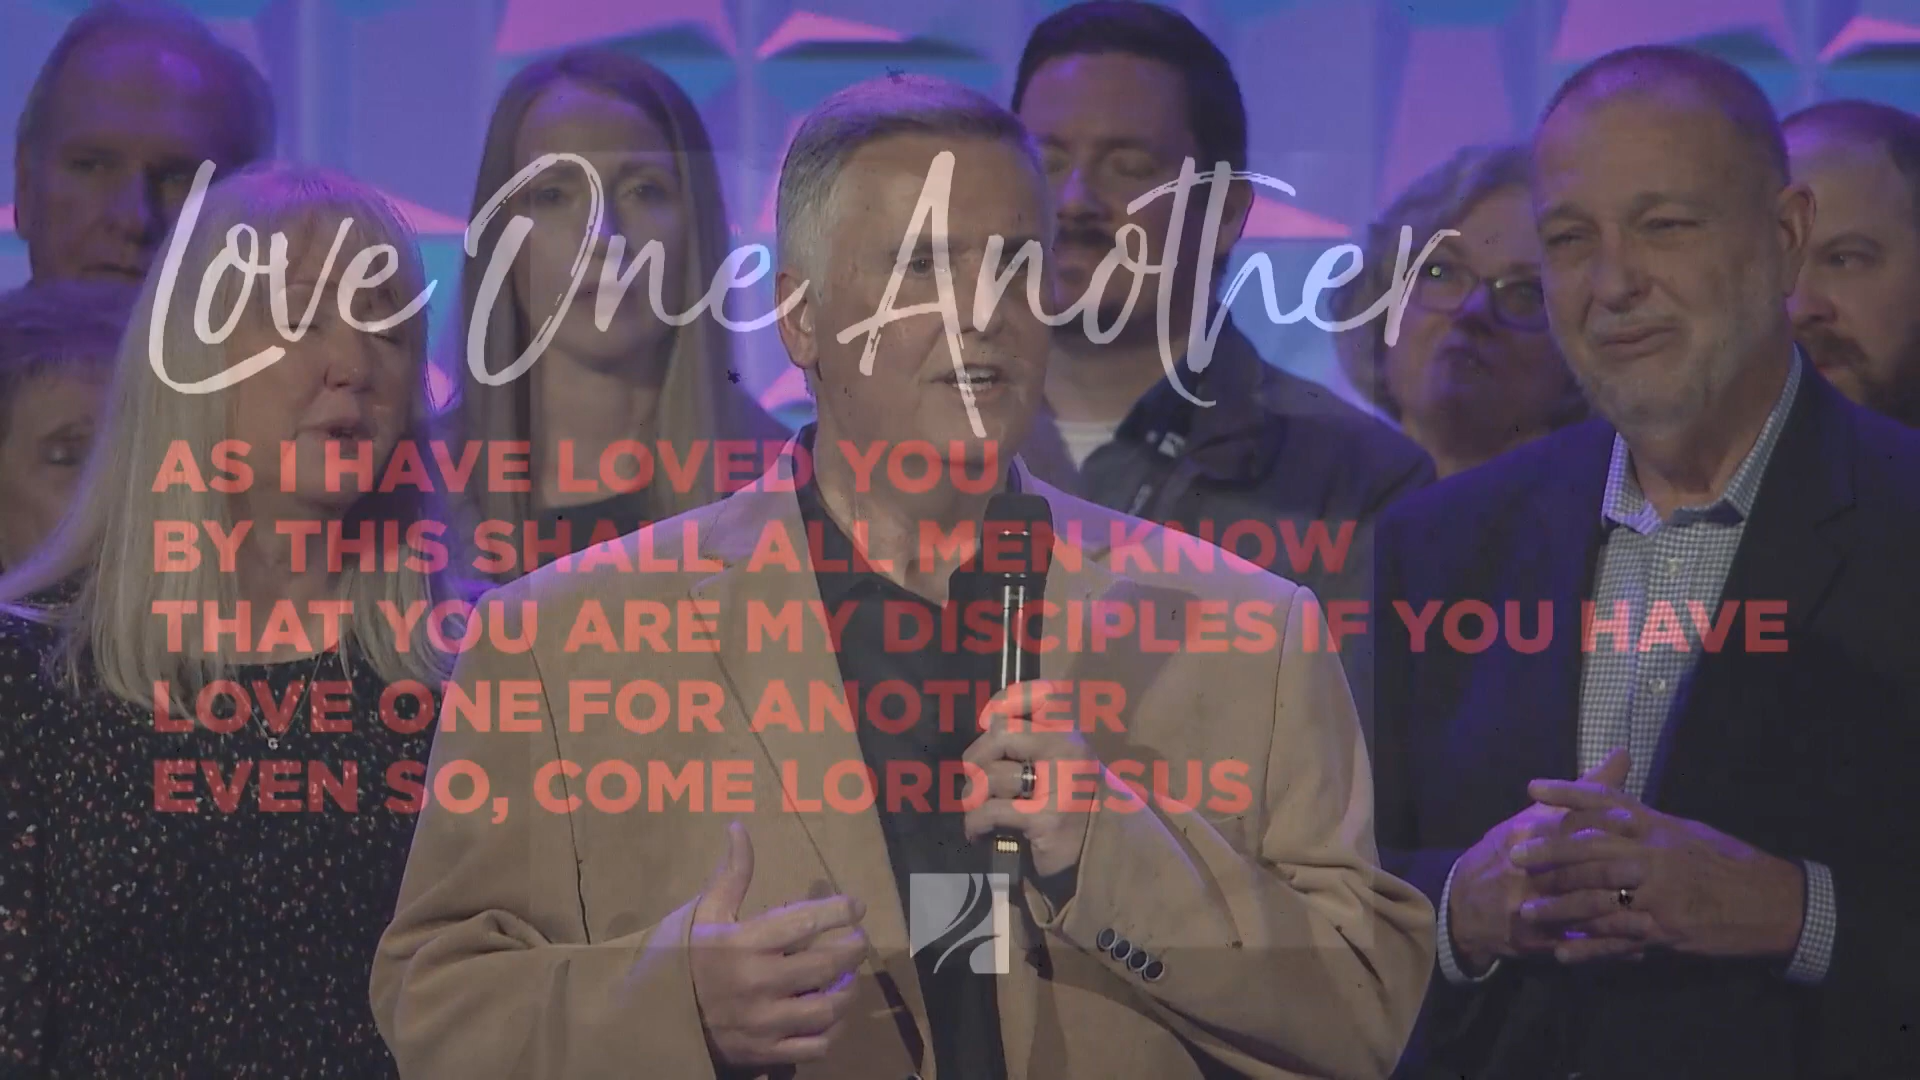 Love One Another
AS I HAVE LOVED YOU
BY THIS SHALL ALL MEN KNOW
THAT YOU ARE MY DISCIPLES IF YOU HAVE
LOVE ONE FOR ANOTHER
EVEN SO, COME LORD JESUS